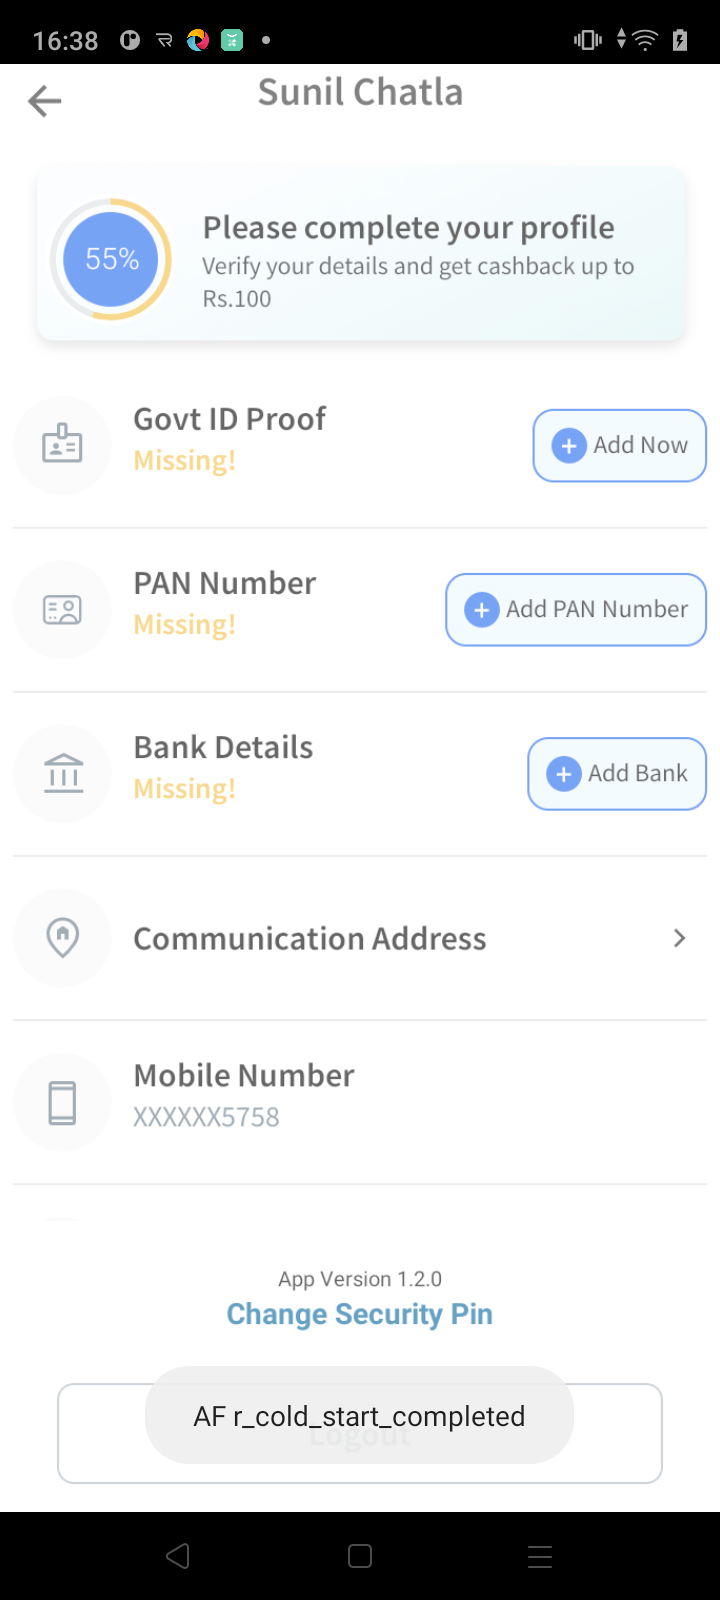 16:38
Sunil Chatla
55%
Please complete your profile
Verify your details and get cashback up to
Rs.100
Govt ID Proof
Missing!
Add Now
PAN Number
Missing!
Add PAN Number
Bank Details
Missing!
Add Bank
Communication Address
Mobile Number
XXXXXX5758
App Version 1.2.0
Change Security Pin
AF r_cold_start_completed
Logout